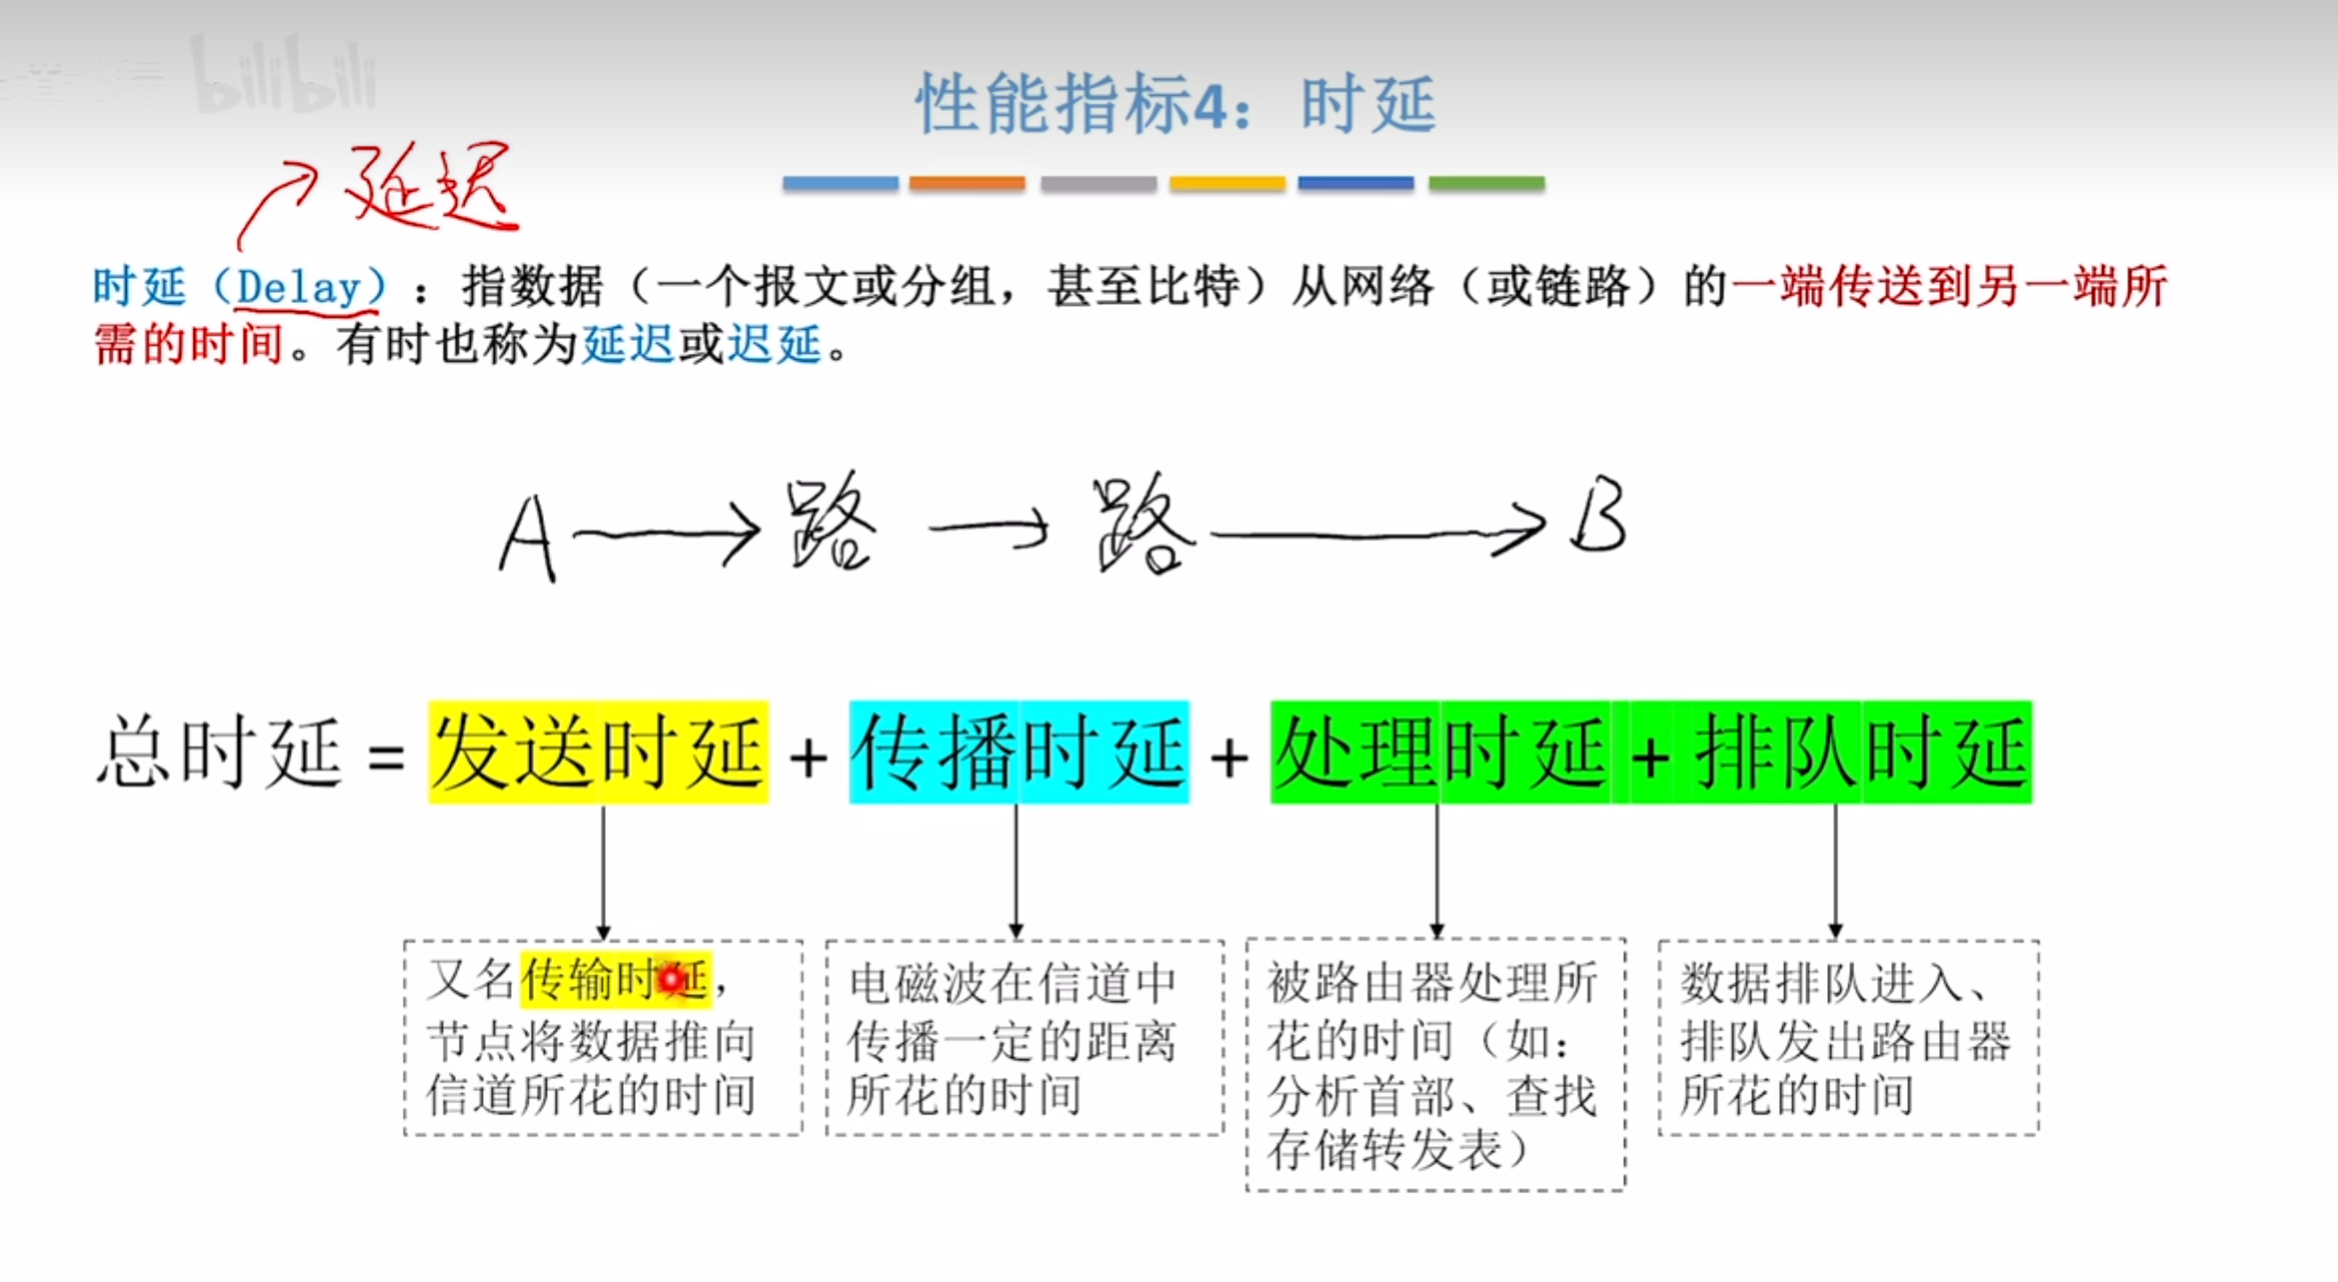 bilibili
性能指标4：时延
延迟
时延（Delay）：指数据（一个报文或分组，甚至比特）从网络（或链路）的一端传送到另一端所
需的时间。有时也称为延迟或迟延。
A → 路 → 路 → B
总时延 = 发送时延 + 传播时延 + 处理时延 + 排队时延
又名传输时延，
节点将数据推向
信道所花的时间
电磁波在信道中
传播一定的距离
所花的时间
被路由器处理所
花的时间（如：
分析首部、查找
存储转发表）
数据排队进入、
排队发出路由器
所花的时间